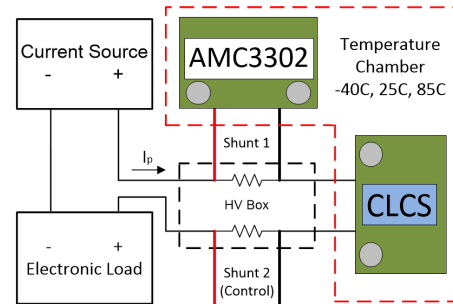 Current Source
- +
AMC3302
Temperature
Chamber
-40C, 25C, 85C
Shunt 1
Ip
HV Box
CLCS
- +
Electronic Load
Shunt 2
(Control)